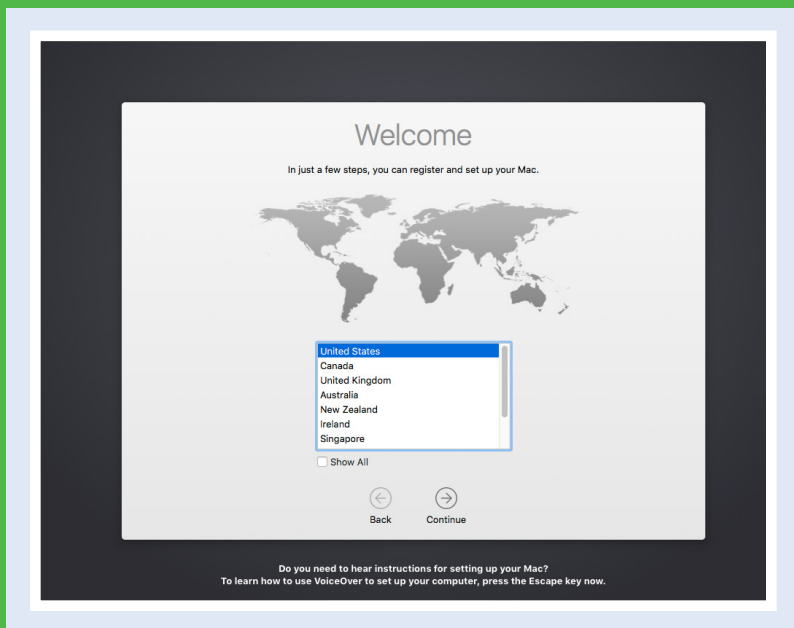 Welcome
In just a few steps, you can register and set up your Mac.
United States
Canada
United Kingdom
Australia
New Zealand
Ireland
Singapore
Show All
Back Continue
Do you need to hear instructions for setting up your Mac?
To learn how to use VoiceOver to set up your computer, press the Escape key now.